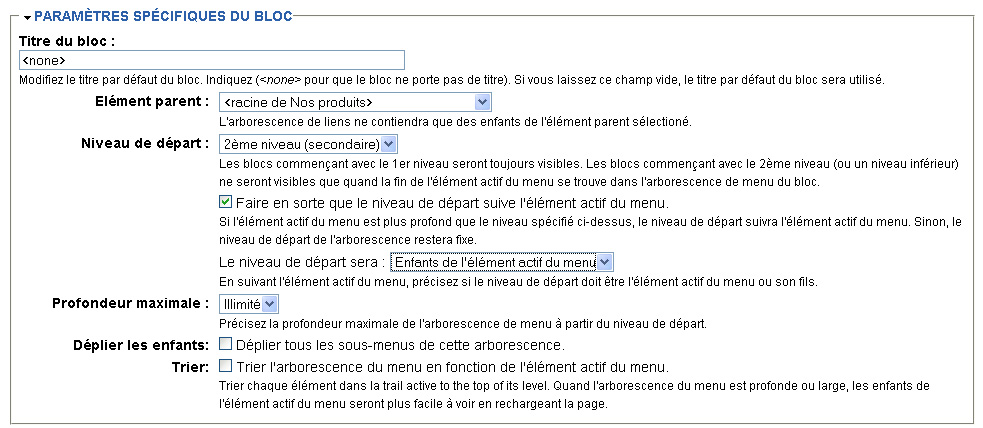 PARAMÈTRES SPÉCIFIQUES DU BLOC
Titre du bloc :
<none>
Modifiez le titre par défaut du bloc. Indiquez (<none> pour que le bloc ne porte pas de titre). Si vous laissez ce champ vide, le titre par défaut du bloc sera utilisé.
Elément parent : <racine de Nos produits>
L'arborescence de liens ne contiendra que des enfants de l'élément parent sélectioné.
Niveau de départ : 2ème niveau (secondaire)
Les blocs commençant avec le 1er niveau seront toujours visibles. Les blocs commençant avec le 2ème niveau (ou un niveau inférieur)
ne seront visibles que quand la fin de l'élément actif du menu se trouve dans l'arborescence de menu du bloc.
Faire en sorte que le niveau de départ suive l'élément actif du menu.
Si l'élément actif du menu est plus profond que le niveau spécifié ci-dessus, le niveau de départ suivra l'élément actif du menu. Sinon, le
niveau de départ de l'arborescence restera fixe.
Le niveau de départ sera : Enfants de l'élément actif du menu
En suivant l'élément actif du menu, précisez si le niveau de départ doit être l'élément actif du menu ou son fils.
Profondeur maximale : Illimité
Précisez la profondeur maximale de l'arborescence de menu à partir du niveau de départ.
Déplier les enfants: Déplier tous les sous-menus de cette arborescence.
Trier: Trier l'arborescence du menu en fonction de l'élément actif du menu.
Trier chaque élément dans la trail active to the top of its level. Quand l'arborescence du menu est profonde ou large, les enfants de
l'élément actif du menu seront plus facile à voir en rechargeant la page.